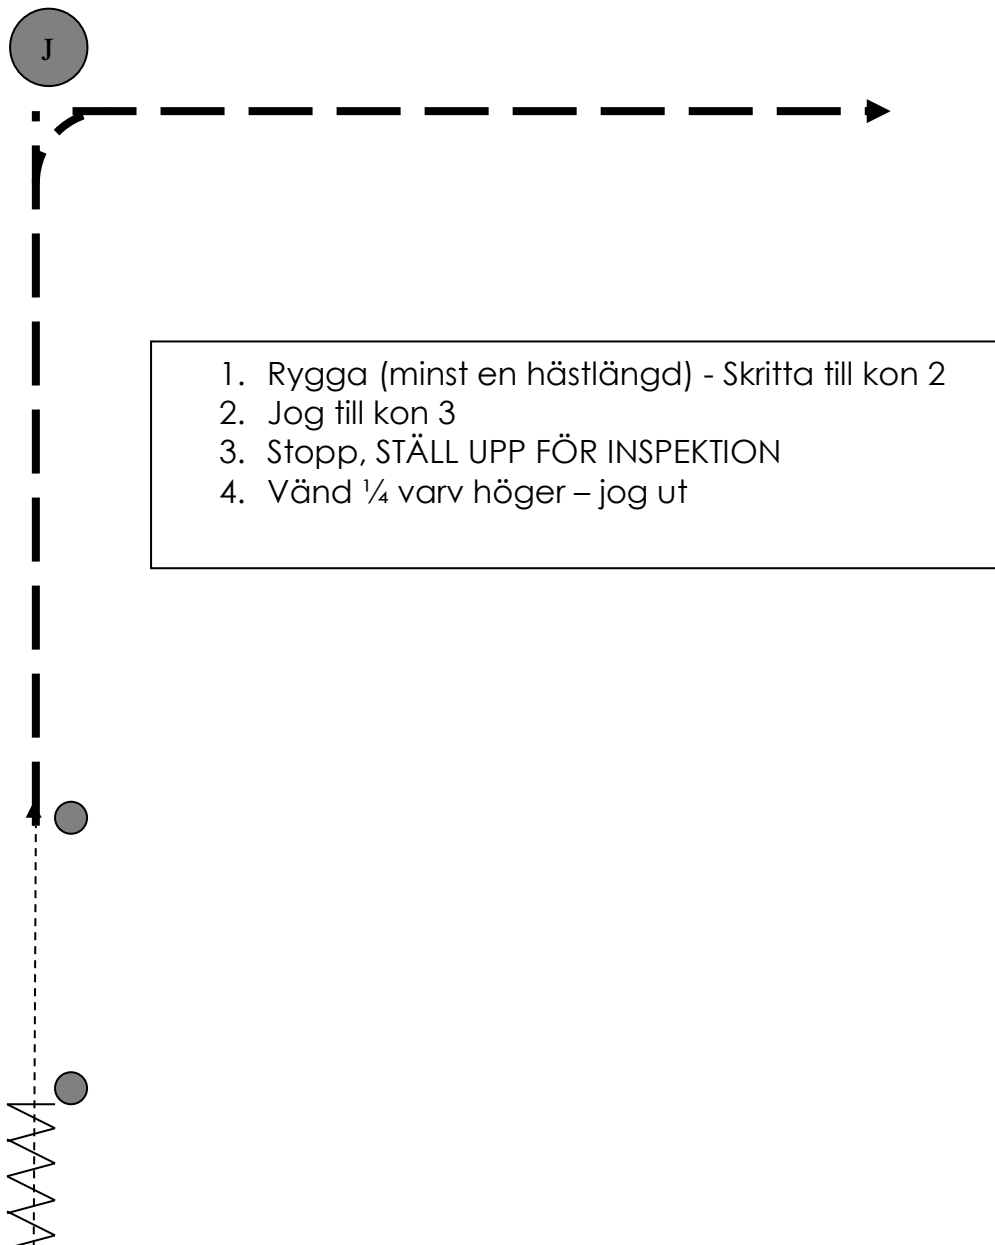 J
1. Rygga (minst en hästlängd) - Skritta till kon 2
2. Jog till kon 3
3. Stopp, STÄLL UPP FÖR INSPEKTION
4. Vänd ¼ varv höger – jog ut